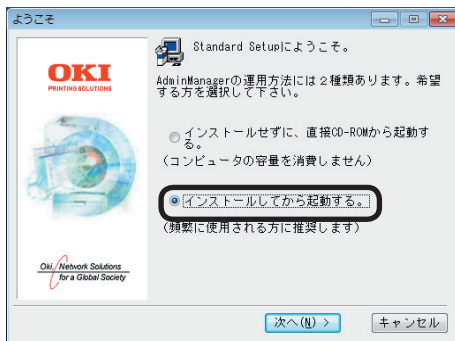 ようこそ
OKI
PRINTING SOLUTIONS
Standard Setupにようこそ。
AdminManagerの運用方法には２種類あります。希望
する方を選択して下さい。
インストールせずに、直接CD-ROMから起動す
る。
(コンピュータの容量を消費しません)
インストールしてから起動する。
(頻繁に使用される方に推奨します)
Oki, Network Solutions
for a Global Society
次へ(N) >
キャンセル